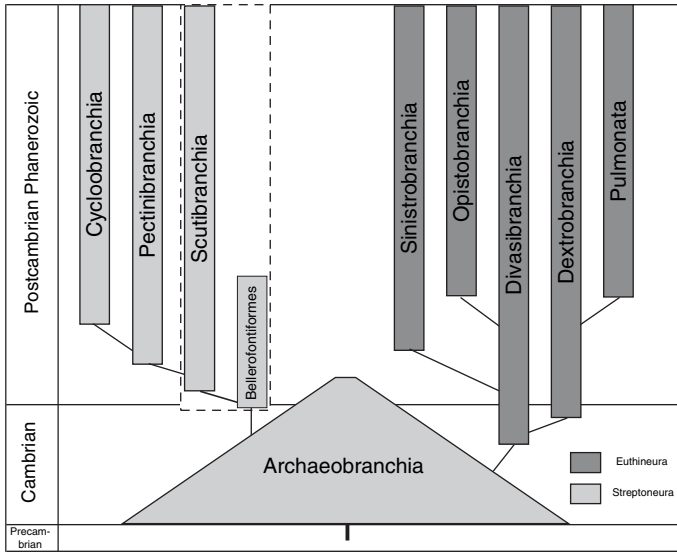 Postcambrian Phanerozoic
Cycloobranchia
Pectinibranchia
Scutibranchia
Bellerofontiformes
Sinistrobranchia
Opistobranchia
Divasibranchia
Dextrobranchia
Pulmonata
Cambrian
Archaeobranchia
Euthineura
Streptoneura
Precam-
brian